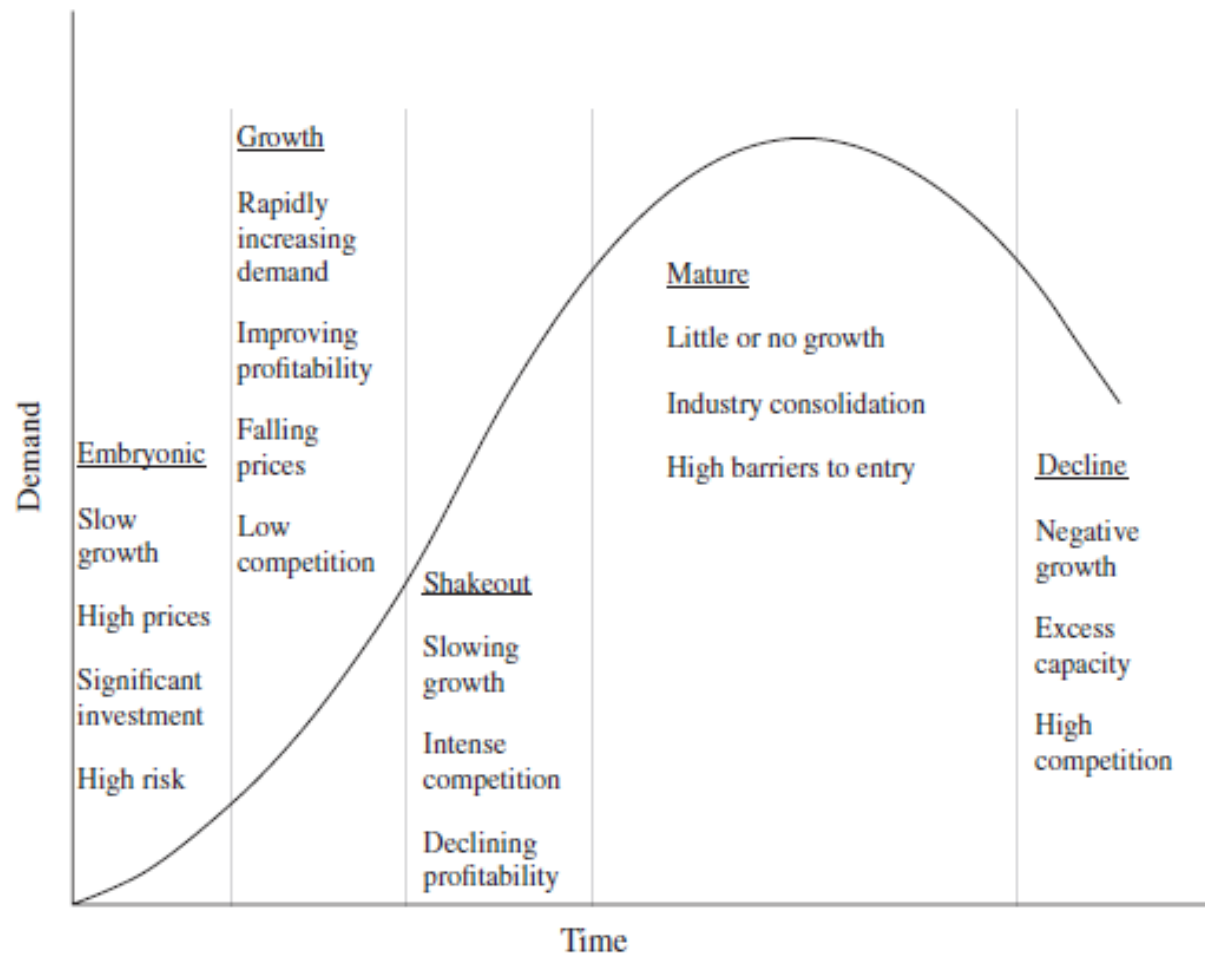 Growth
Rapidly
increasing
demand
Improving
profitability
Falling
prices
Low
competition
Embryonic
Slow
growth
High prices
Significant
investment
High risk
Shakeout
Slowing
growth
Intense
competition
Declining
profitability
Mature
Little or no growth
Industry consolidation
High barriers to entry
Decline
Negative
growth
Excess
capacity
High
competition
Demand
Time